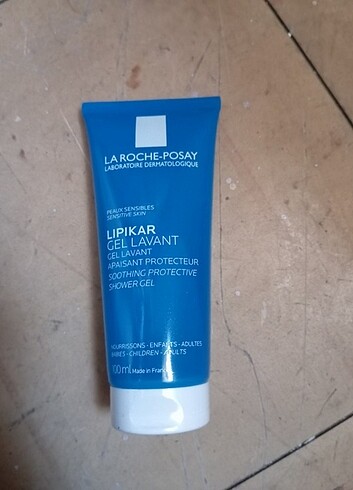 LA ROCHE-POSAY
LABORATOIRE DERMATOLOGIQUE
PEAUX SENSIBLES
SENSITIVE SKIN
LIPIKAR
GEL LAVANT
GEL LAVANT
APAISANT PROTECTEUR
SOOTHING PROTECTIVE
SHOWER GEL
NOURRISSONS - ENFANTS - ADULTES
BABIES - CHILDREN - ADULTS
100ml Made in France